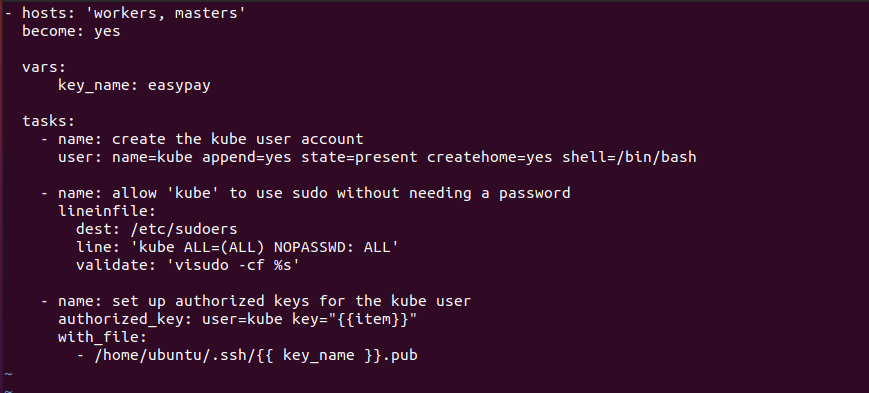 - hosts: 'workers, masters'
  become: yes

  vars:
      key_name: easypay

  tasks:
    - name: create the kube user account
      user: name=kube append=yes state=present createhome=yes shell=/bin/bash

    - name: allow 'kube' to use sudo without needing a password
      lineinfile:
        dest: /etc/sudoers
        line: 'kube ALL=(ALL) NOPASSWD: ALL'
        validate: 'visudo -cf %s'

    - name: set up authorized keys for the kube user
      authorized_key: user=kube key="{{item}}"
      with_file:
        - /home/ubuntu/.ssh/{{ key_name }}.pub
~
~